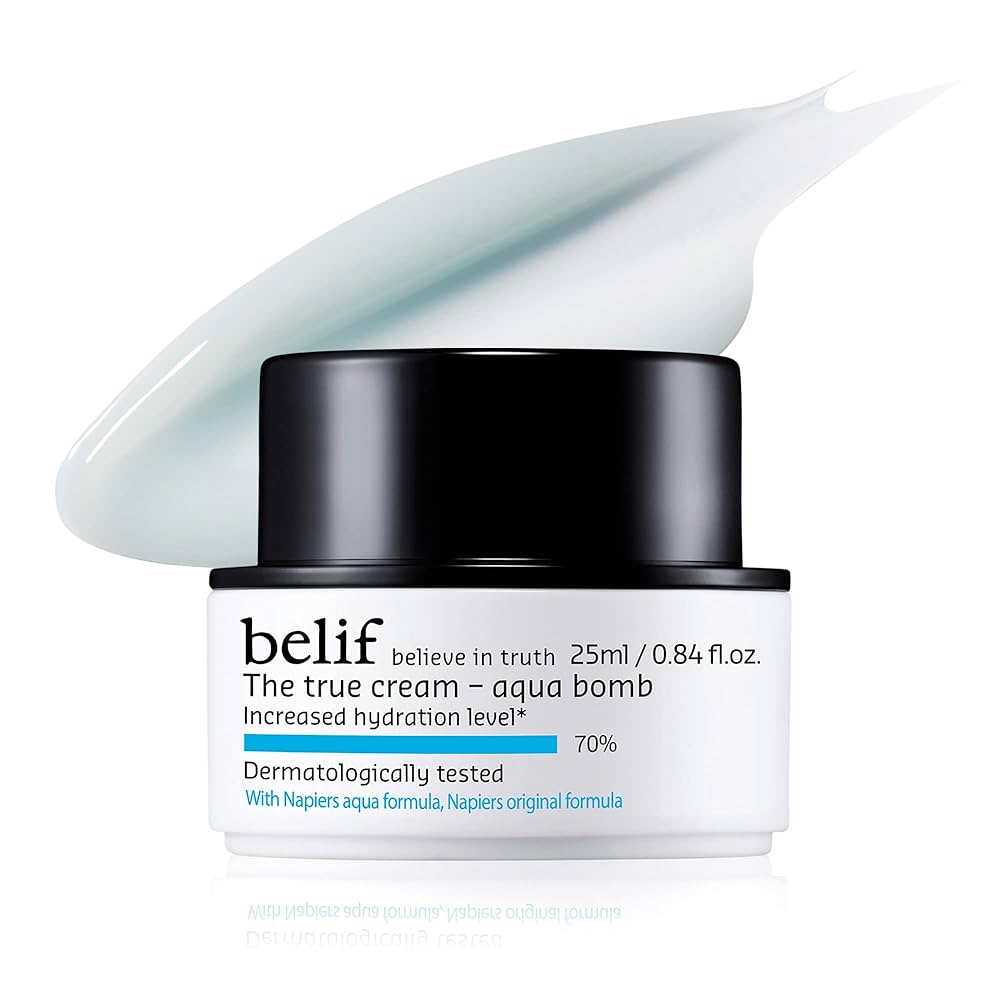 belif believe in truth 25ml / 0.84 fl.oz.
The true cream – aqua bomb
Increased hydration level*
70%
Dermatologically tested
With Napiers aqua formula, Napiers original formula